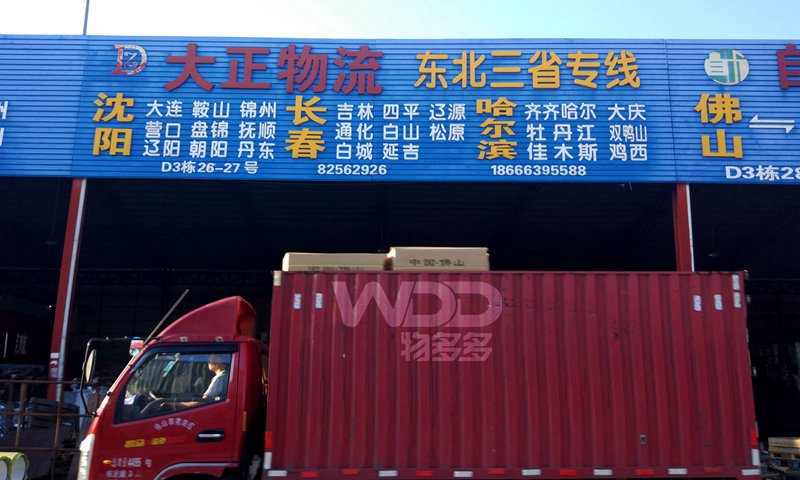 大正物流 东北三省专线
沈阳
大连 鞍山 锦州
营口 盘锦 抚顺
辽阳 朝阳 丹东
长春
吉林 四平 辽源
通化 白山 松原
白城 延吉
哈尔滨
齐齐哈尔 大庆
牡丹江 双鸭山
佳木斯 鸡西
D3栋26-27号 82562926 18666395588
佛山
D3栋28
中国·佛山
WDD
物多多